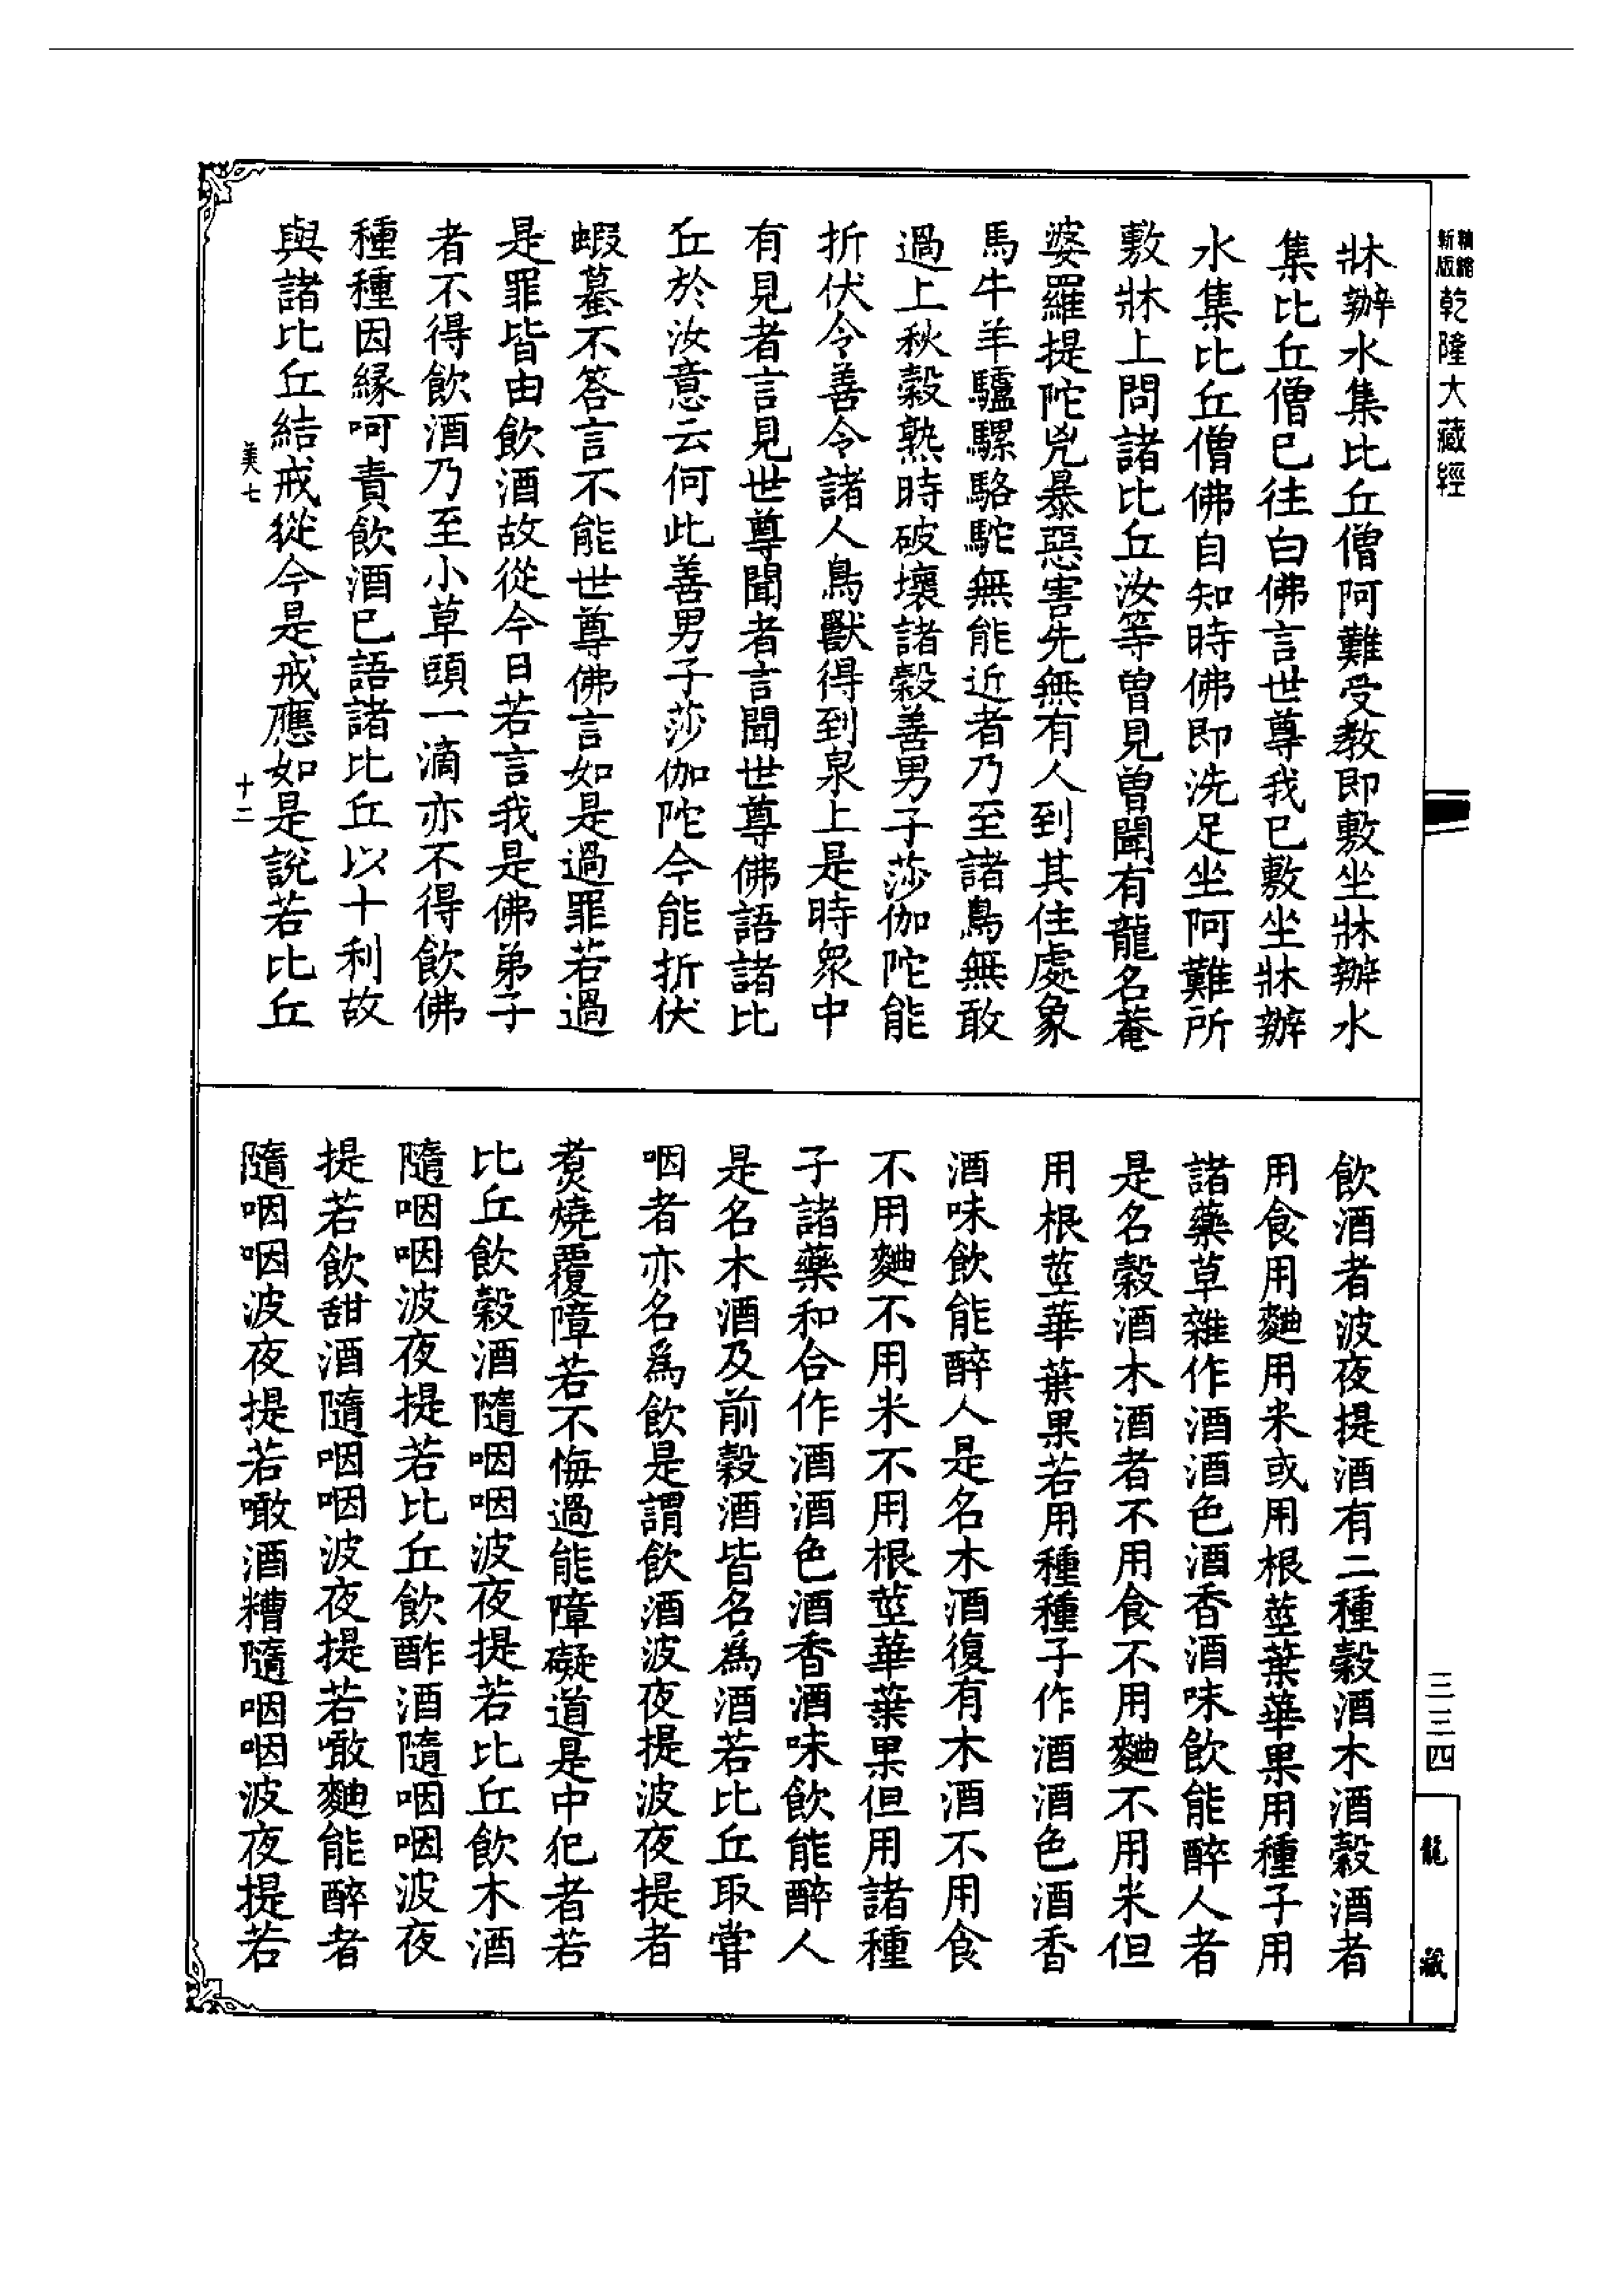 精縮新版乾隆大藏經
牀辦水集比丘僧阿難受教即敷坐牀辦水
集比丘僧已往白佛言世尊我已敷坐牀辦
水集比丘僧佛自知時佛即洗足坐阿難所
敷牀上問諸比丘汝等曾見曾聞有龍名菴
婆羅提陀兇暴惡害先無有人到其住處象
馬牛羊驢騾駱駝無能近者乃至諸鳥無敢
過上秋穀熟時破壞諸穀善男子莎伽陀能
折伏令善令諸人鳥獸得到泉上是時衆中
有見者言見世尊聞者言聞世尊佛語諸比
丘於汝意云何此善男子莎伽陀今能折伏
蝦蟇不答言不能世尊佛言如是過罪若過
是罪皆由飲酒故從今日若言我是佛弟子
者不得飲酒乃至小草頭一滴亦不得飲佛
種種因緣呵責飲酒已語諸比丘以十利故
與諸比丘結戒從今是戒應如是說若比丘
美七 十二
飲酒者波夜提酒有二種穀酒木酒穀酒者
用食用麯用米或用根莖葉華果用種子用
諸藥草雜作酒酒色酒香酒味飲能醉人者
是名穀酒木酒者不用食不用麯不用米但
用根莖華葉果若用種種子作酒酒色酒香
酒味飲能醉人是名木酒復有木酒不用食
不用麯不用米不用根莖華葉果但用諸種
子諸藥和合作酒酒色酒香酒味飲能醉人
是名木酒及前穀酒皆名為酒若比丘取嘗
咽者亦名爲飲是謂飲酒波夜提波夜提者
煑燒覆障若不悔過能障礙道是中犯者若
比丘飲穀酒隨咽咽波夜提若比丘飲木酒
隨咽咽波夜提若比丘飲酢酒隨咽咽波夜
提若飲甜酒隨咽咽波夜提若噉麯能醉者
隨咽咽波夜提若噉酒糟隨咽咽波夜提若
三三四
龍藏